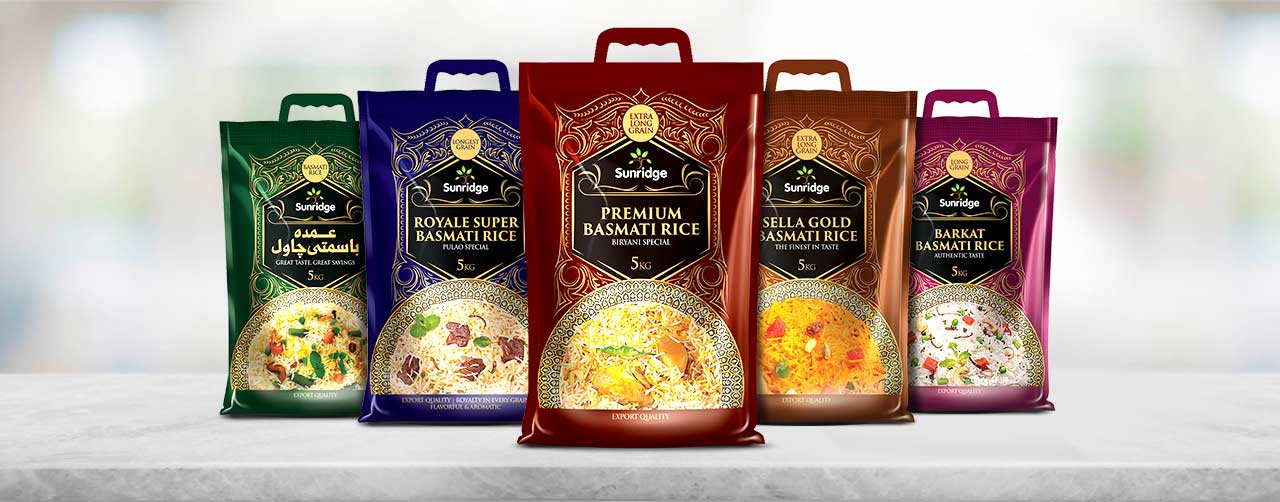 BASMATI
RICE
Sunridge
عمدہ
باسمتی چاول
GREAT TASTE, GREAT SAVINGS
5KG
EXPORT QUALITY
LONGEST
GRAIN
Sunridge
ROYALE SUPER
BASMATI RICE
PULAO SPECIAL
5KG
EXPORT QUALITY | ROYALTY IN EVERY GRAIN
FLAVORFUL & AROMATIC
EXTRA
LONG
GRAIN
Sunridge
PREMIUM
BASMATI RICE
BIRYANI SPECIAL
5KG
EXPORT QUALITY
EXTRA
LONG
GRAIN
Sunridge
SELLA GOLD
BASMATI RICE
THE FINEST IN TASTE
5KG
EXPORT QUALITY
LONG
GRAIN
Sunridge
BARKAT
BASMATI RICE
AUTHENTIC TASTE
5KG
EXPORT QUALITY